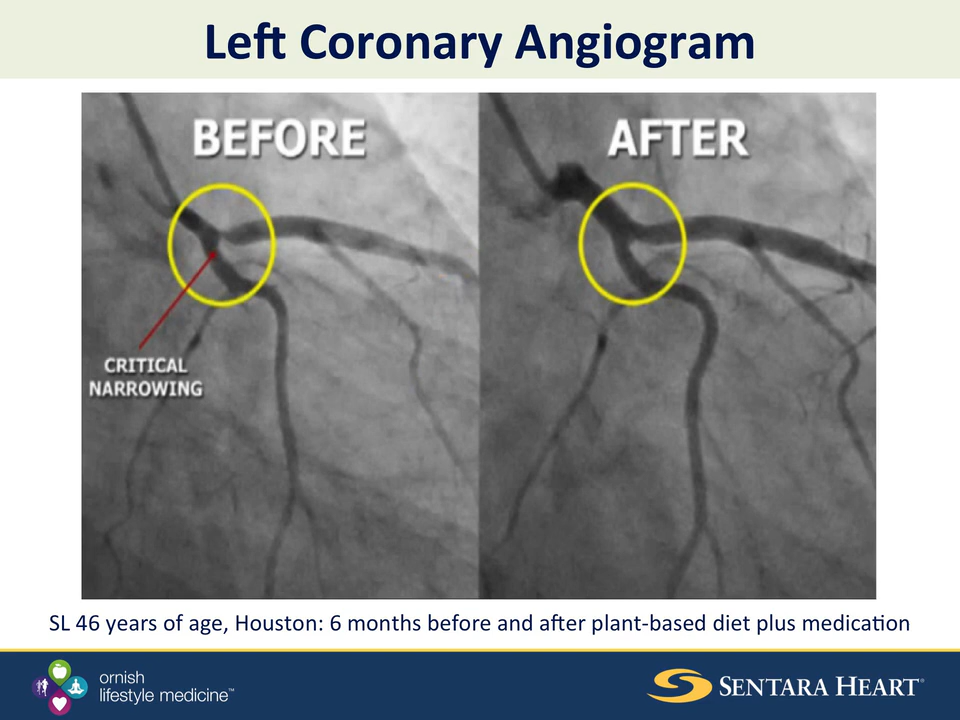 Left Coronary Angiogram
BEFORE
AFTER
CRITICAL
NARROWING
SL 46 years of age, Houston: 6 months before and after plant-based diet plus medication
ornish
lifestyle medicine™
SENTARA HEART®